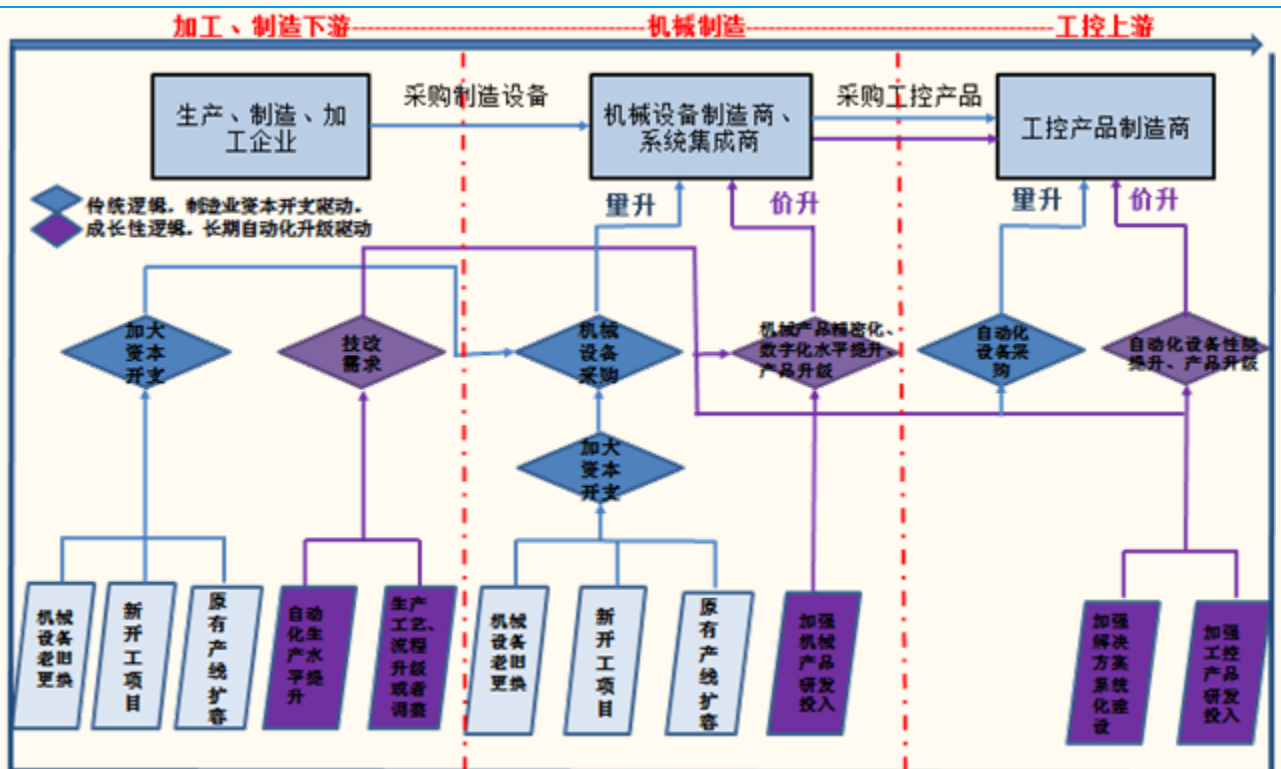 加工、制造下游------------------机械制造------------------工控上游
生产、制造、加
工企业
采购制造设备
机械设备制造商、
系统集成商
采购工控产品
工控产品制造商
传统逻辑，制造业资本开支驱动，
成长性逻辑，长期自动化升级驱动
量升
价升
量升
价升
加大
资本
开支
技改
需求
机械
设备
采购
机械产品精密化、
数字化水平提升、
产品升级
自动化
设备采
购
自动化设备性能
提升、产品升级
加大
资本
开支
机械
设备
老旧
更换
新
开
工项
目
原
有
产
线
扩
容
自动
化生
产水
平提
升
生产
工艺、
流程
升级
或者
调整
机械
设备
老旧
更换
新
开
工项
目
原
有
产
线
扩
容
加强
机械
产品
研发
投入
加强
解决
方案
系统
化建
设
加强
工控
产品
研发
投入